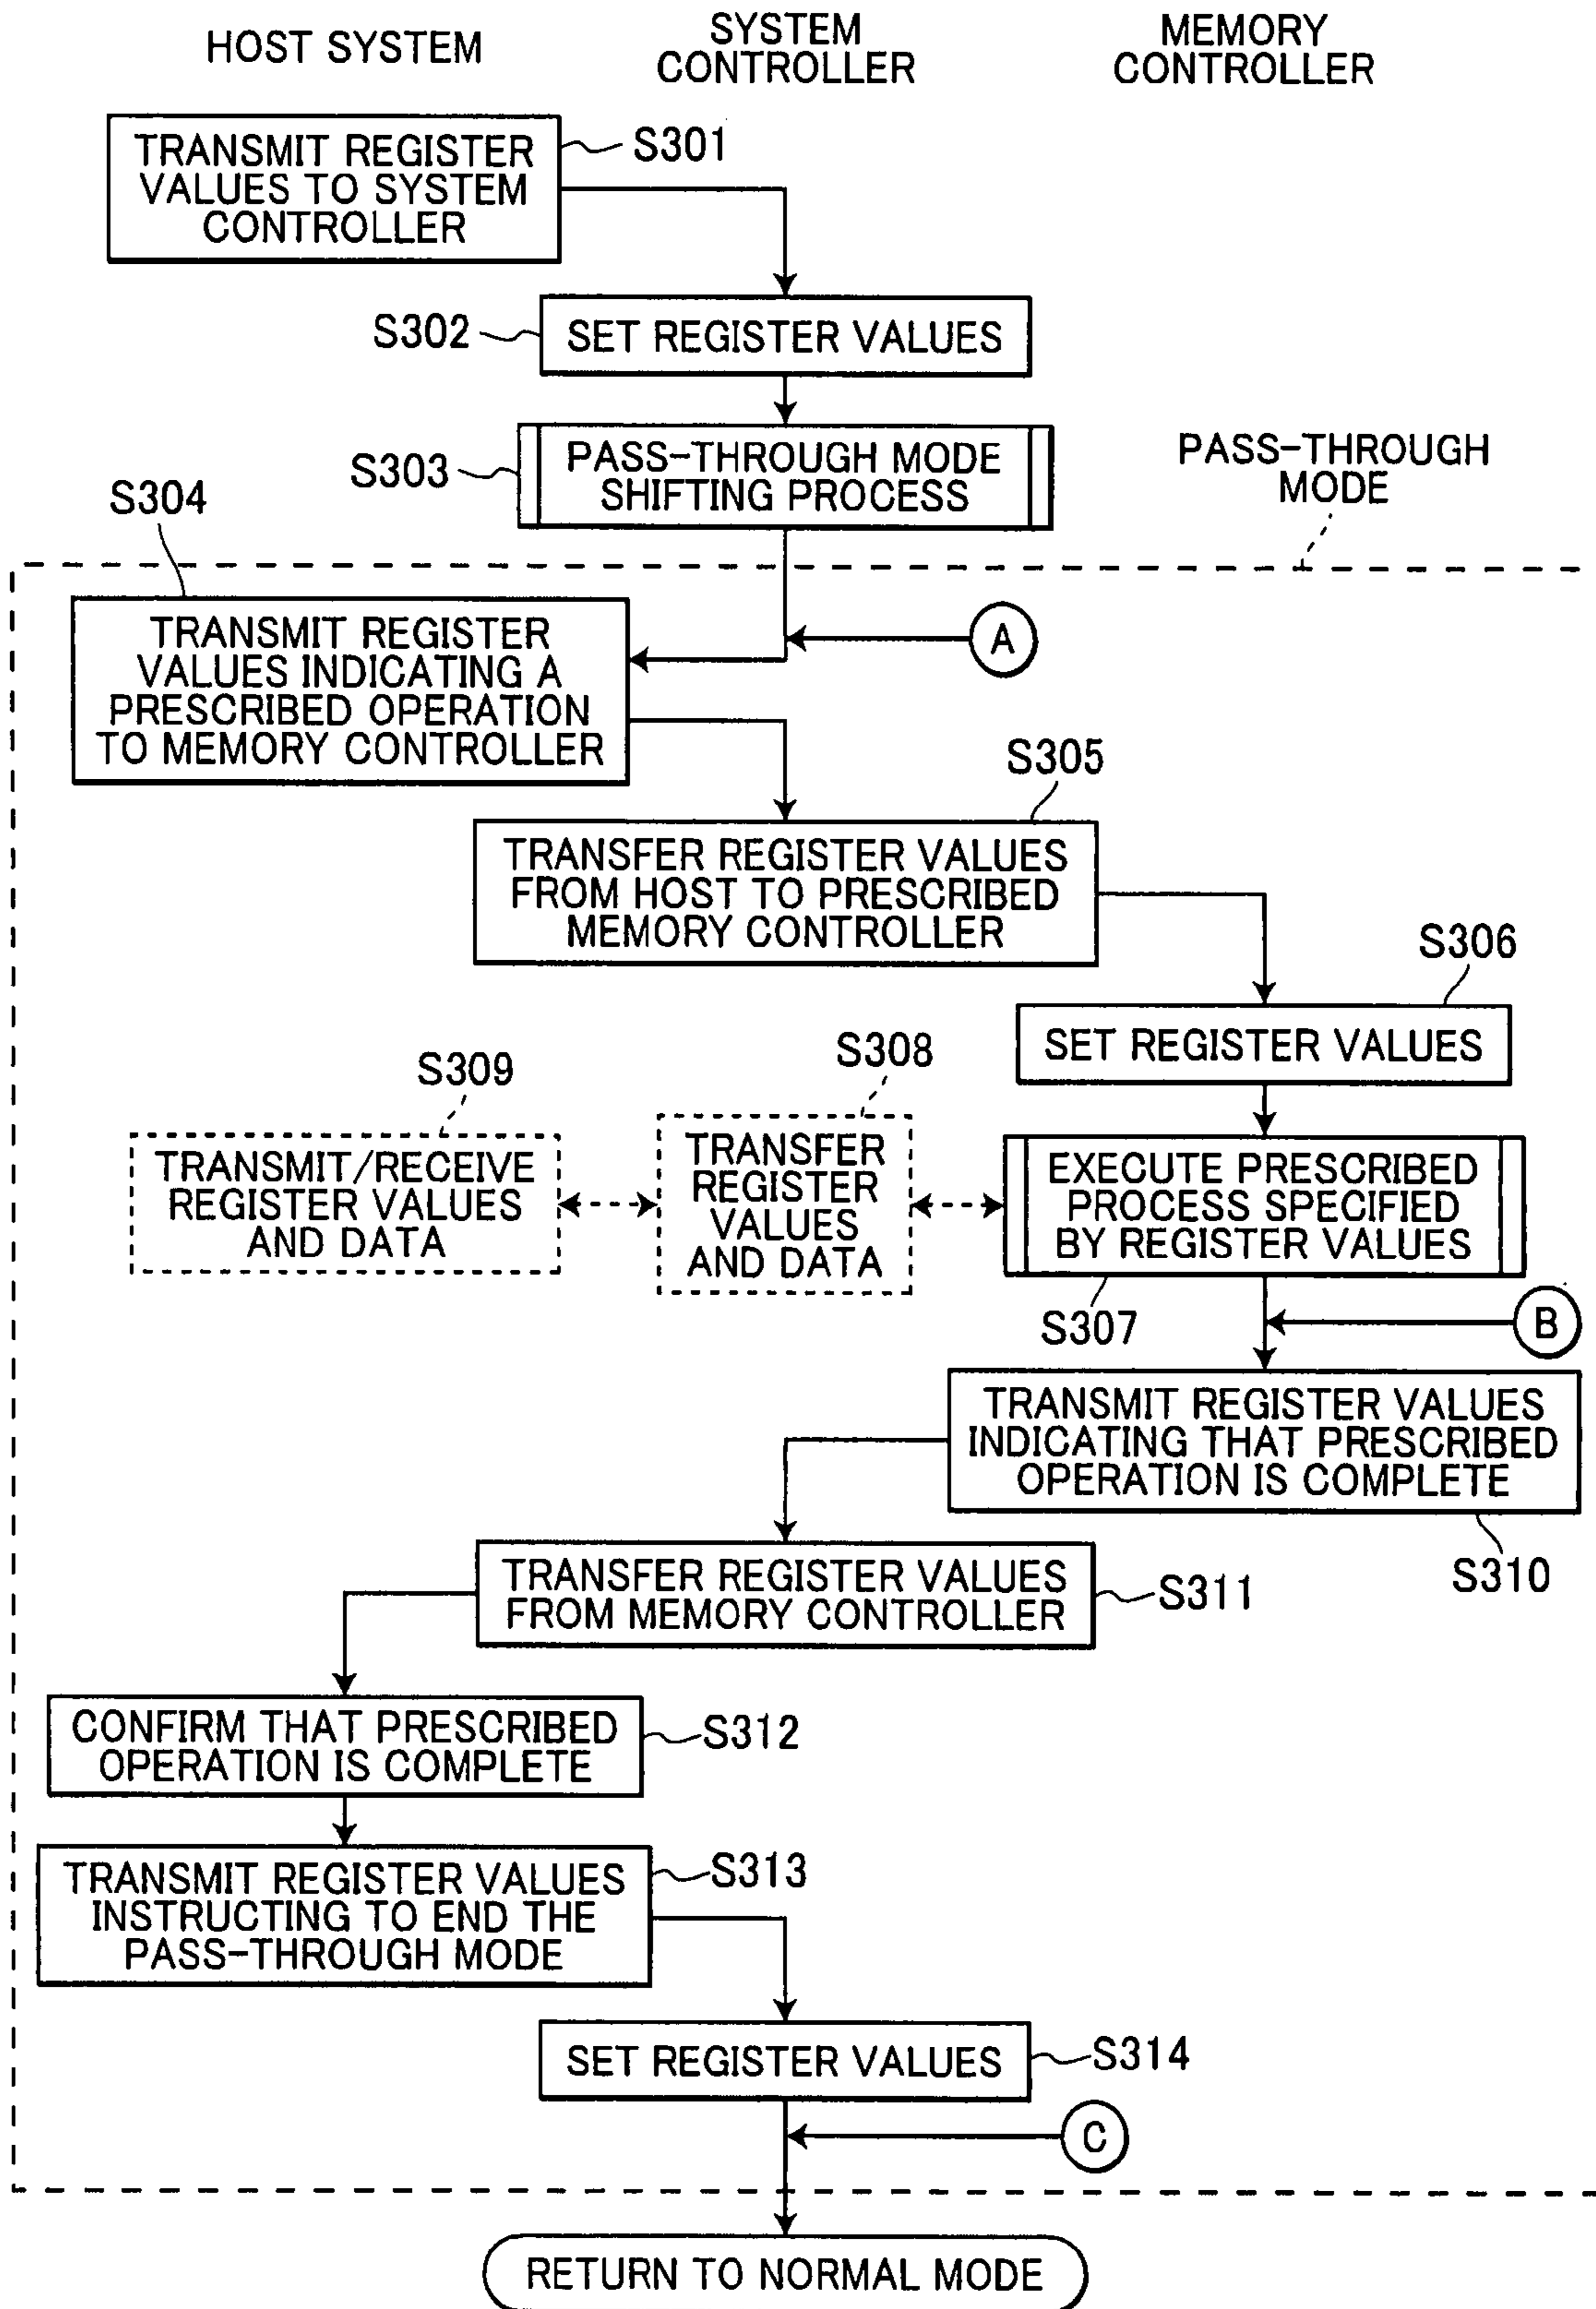 HOST SYSTEM
SYSTEM
CONTROLLER
MEMORY
CONTROLLER
TRANSMIT REGISTER
VALUES TO SYSTEM
CONTROLLER
S301
S302
SET REGISTER VALUES
S303
PASS-THROUGH MODE
SHIFTING PROCESS
PASS-THROUGH
MODE
S304
TRANSMIT REGISTER
VALUES INDICATING A
PRESCRIBED OPERATION
TO MEMORY CONTROLLER
A
S305
TRANSFER REGISTER VALUES
FROM HOST TO PRESCRIBED
MEMORY CONTROLLER
S306
SET REGISTER VALUES
S309
TRANSMIT/RECEIVE
REGISTER VALUES
AND DATA
S308
TRANSFER
REGISTER
VALUES
AND DATA
EXECUTE PRESCRIBED
PROCESS SPECIFIED
BY REGISTER VALUES
S307
B
TRANSMIT REGISTER VALUES
INDICATING THAT PRESCRIBED
OPERATION IS COMPLETE
S310
TRANSFER REGISTER VALUES
FROM MEMORY CONTROLLER
S311
CONFIRM THAT PRESCRIBED
OPERATION IS COMPLETE
S312
TRANSMIT REGISTER VALUES
INSTRUCTING TO END THE
PASS-THROUGH MODE
S313
SET REGISTER VALUES
S314
C
RETURN TO NORMAL MODE